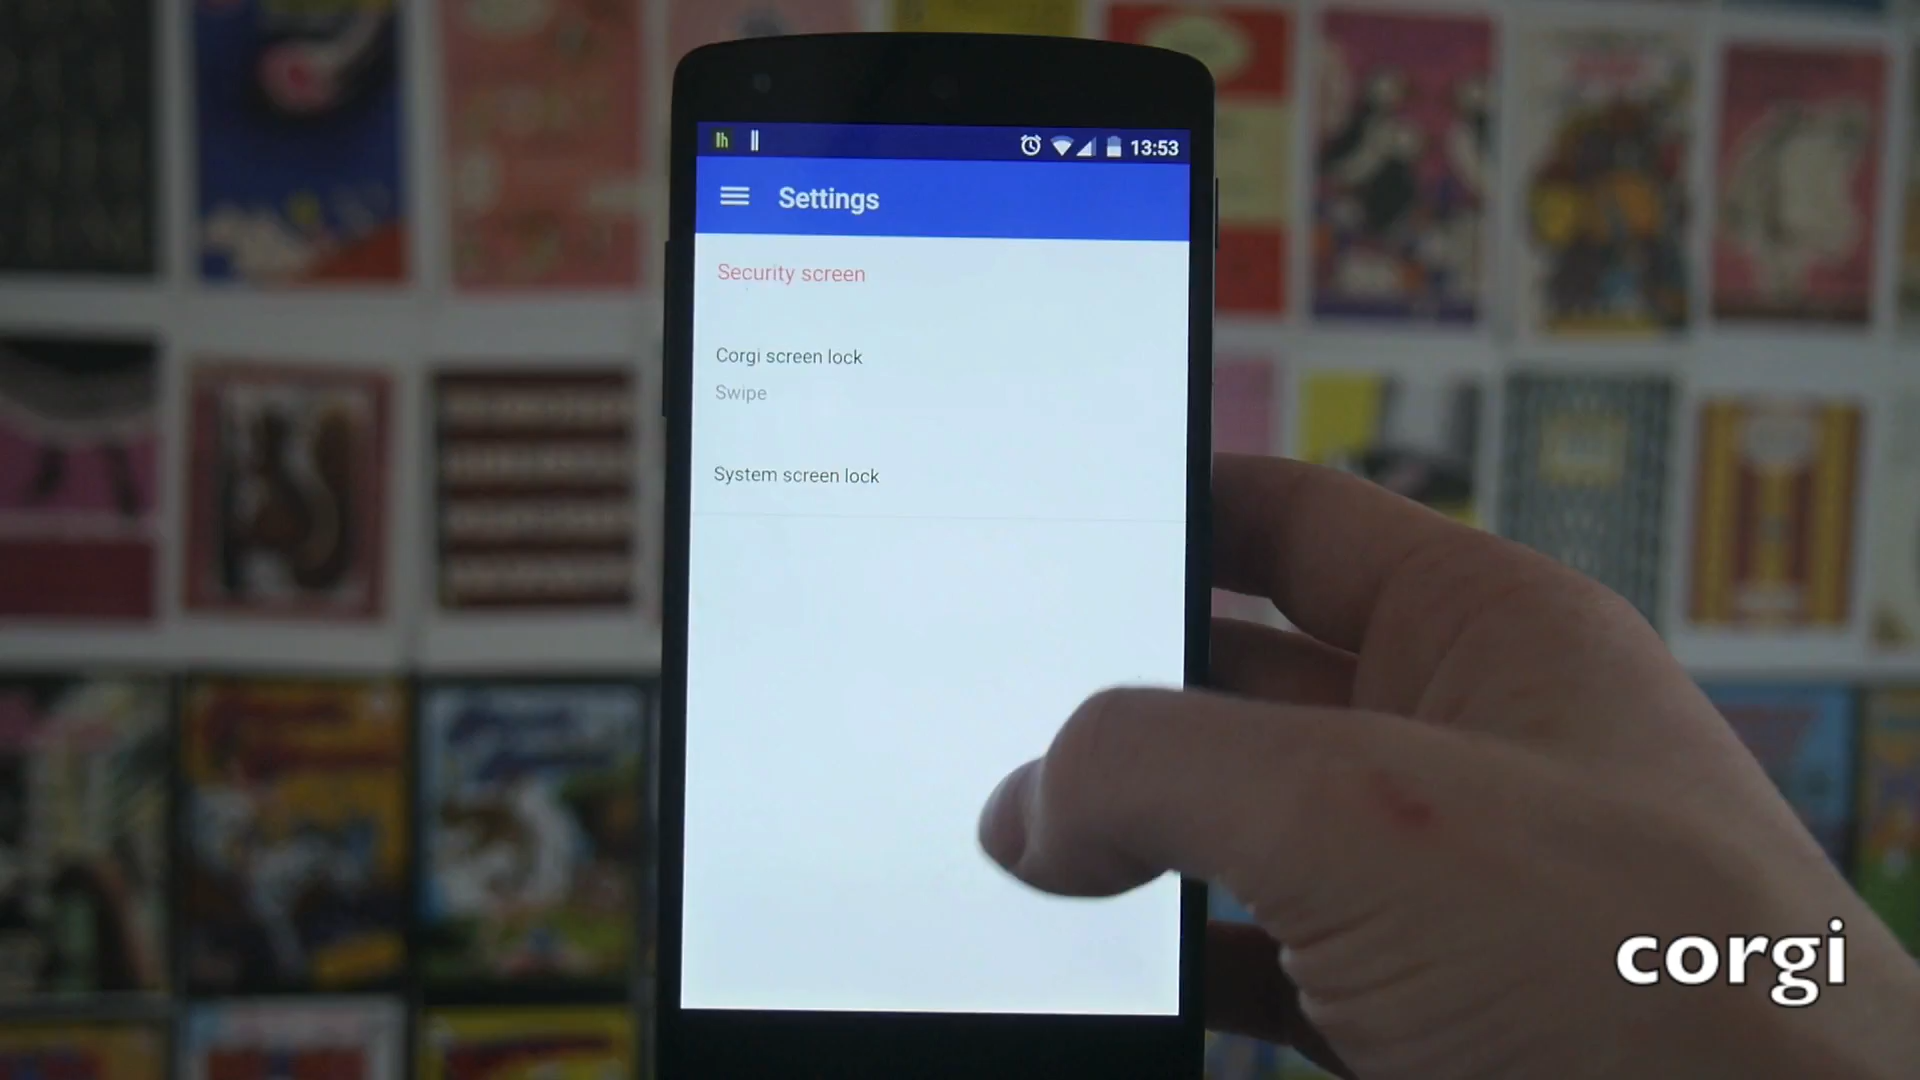 13:53
Settings
Security screen
Corgi screen lock
Swipe
System screen lock
corgi